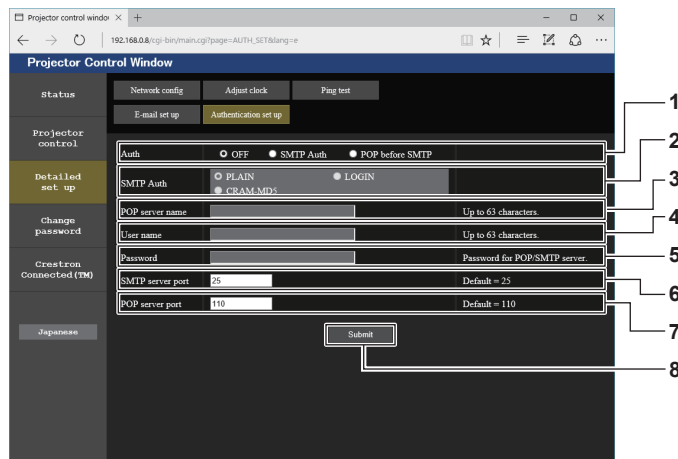 Projector control windov
192.168.0.8/cgi-bin/main.cgi?page=AUTH_SET&lang=e
Projector Control Window
Status
Network config
Adjust clock
Ping test
E-mail set up
Authentication set up
1
Projector
control
Auth
OFF
SMTP Auth
POP before SMTP
2
Detailed
set up
SMTP Auth
PLAIN
LOGIN
CRAM-MD5
3
POP server name
Up to 63 characters.
Change
password
User name
Up to 63 characters.
4
Password
Password for POP/SMTP server.
5
Crestron
Connected(TM)
SMTP server port
25
Default = 25
6
POP server port
110
Default = 110
7
Japanese
Submit
8